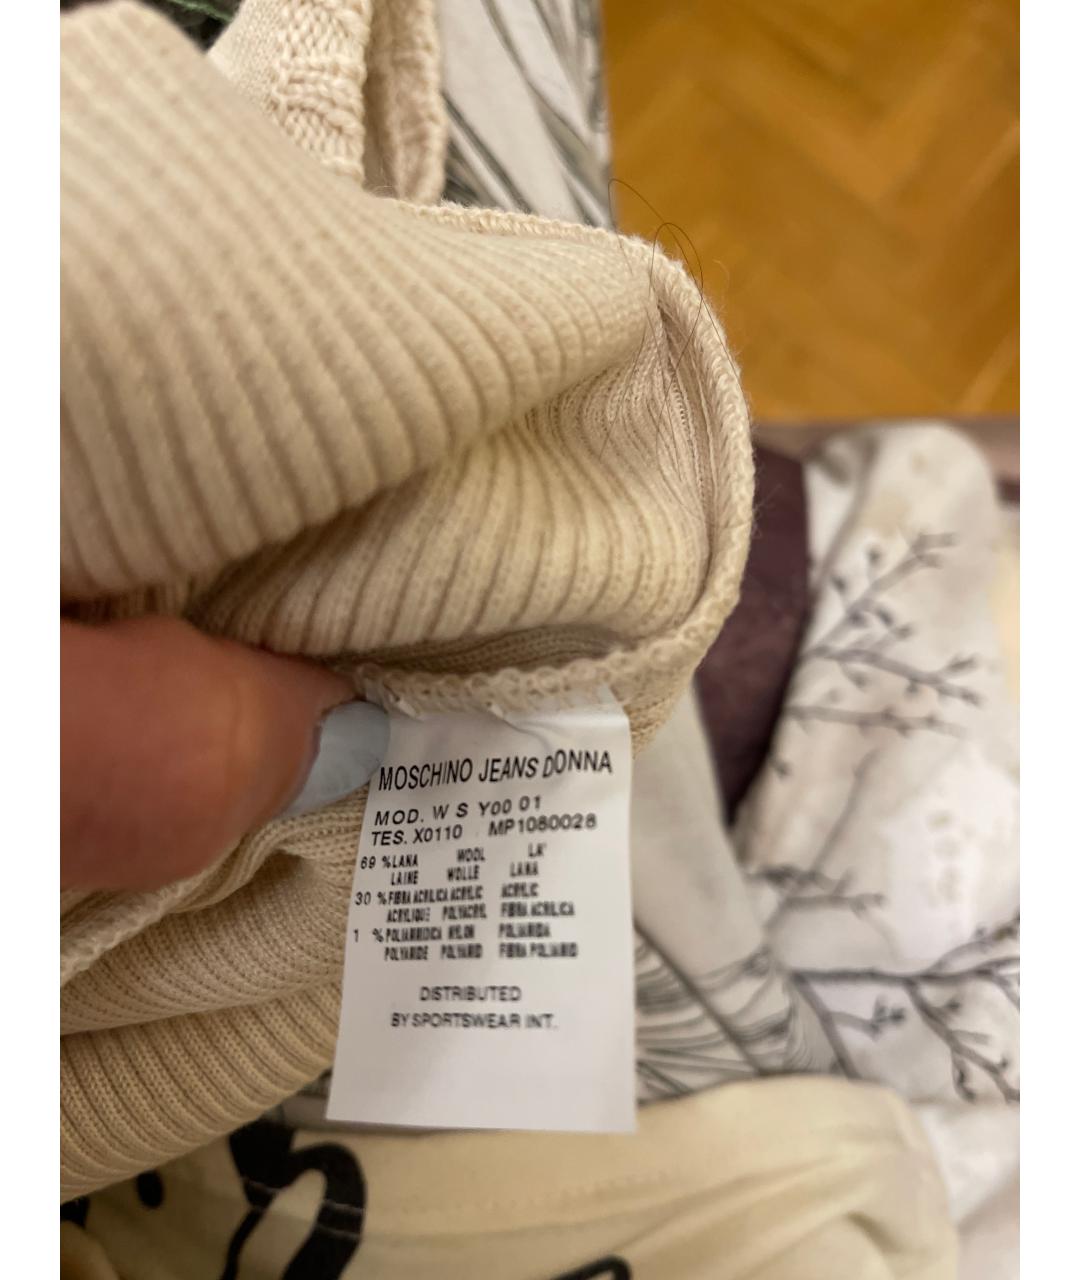 MOSCHINO JEANS DONNA
MOD. W S Y00 01
TES. X0110 MP1080028
69 %LANA WOOL LA'
LAINE WOLLE LANA
30 %FIBRA ACRILICA ACRYLIC ACRYLIC
ACRYLIQUE POLYACRYL FIBRA ACRILICA
1 %POLIAMMIDICA NYLON POLIAMIDA
POLYAMIDE POLYAMID FIBRA POLIAMID
DISTRIBUTED
BY SPORTSWEAR INT.